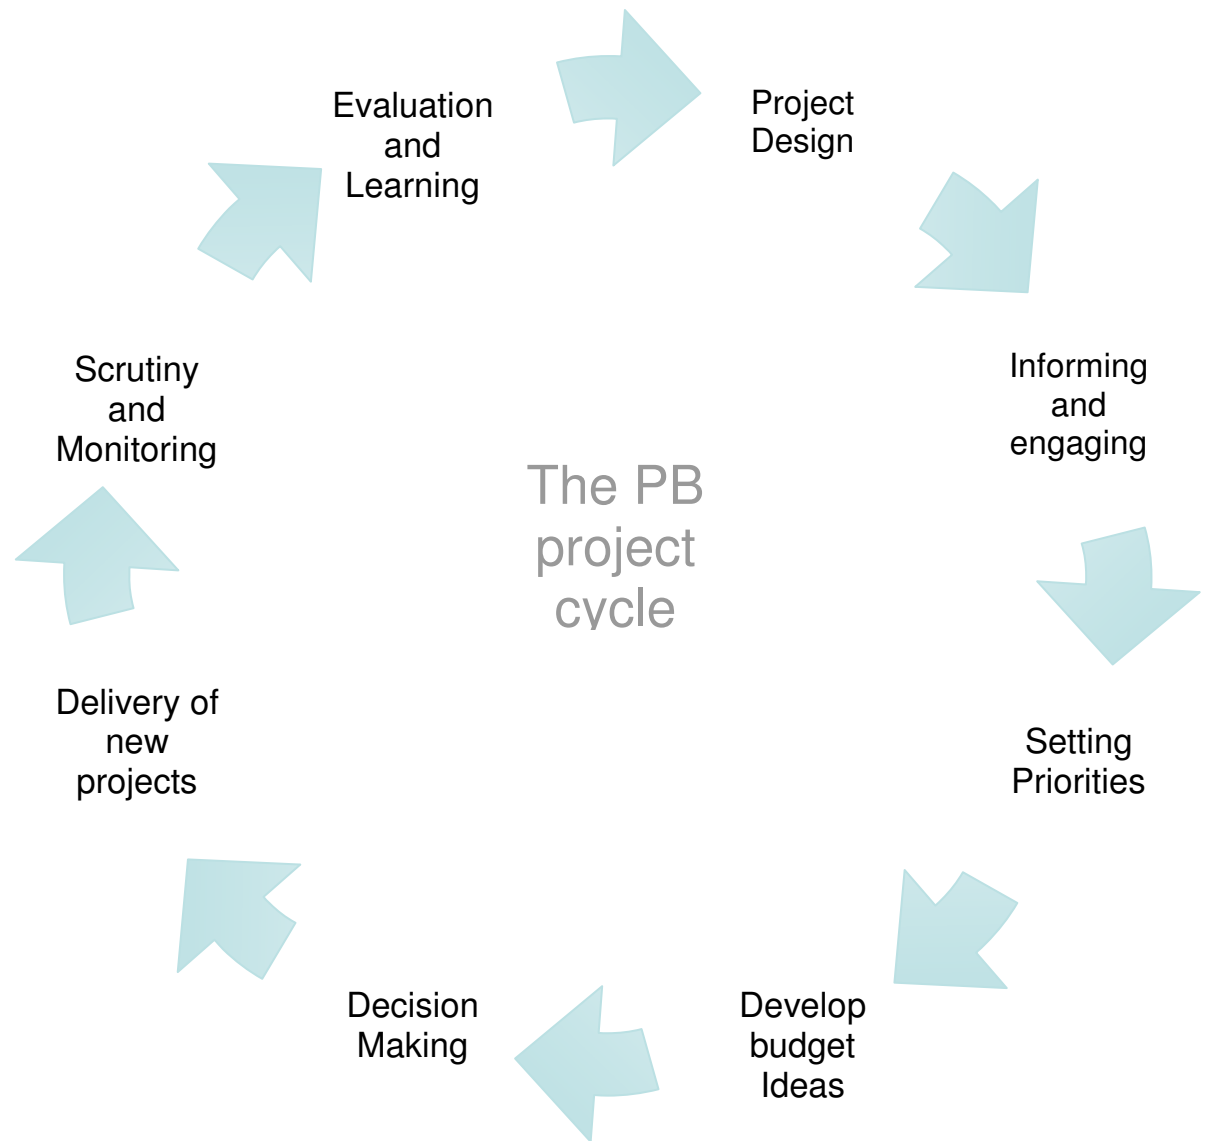 Evaluation
and
Learning
Project
Design
Informing
and
engaging
Setting
Priorities
Develop
budget
Ideas
Decision
Making
Delivery of
new
projects
Scrutiny
and
Monitoring
The PB
project
cycle